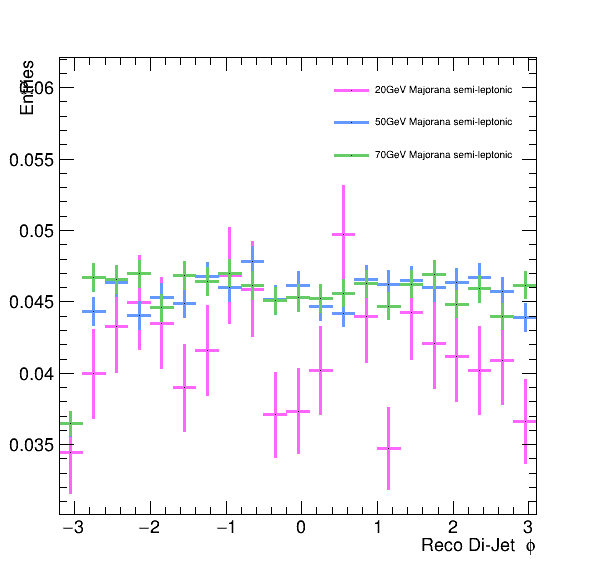 Entries
0.06
0.055
0.05
0.045
0.04
0.035
20GeV Majorana semi-leptonic
50GeV Majorana semi-leptonic
70GeV Majorana semi-leptonic
−3 −2 −1 0 1 2 3
Reco Di-Jet ϕ